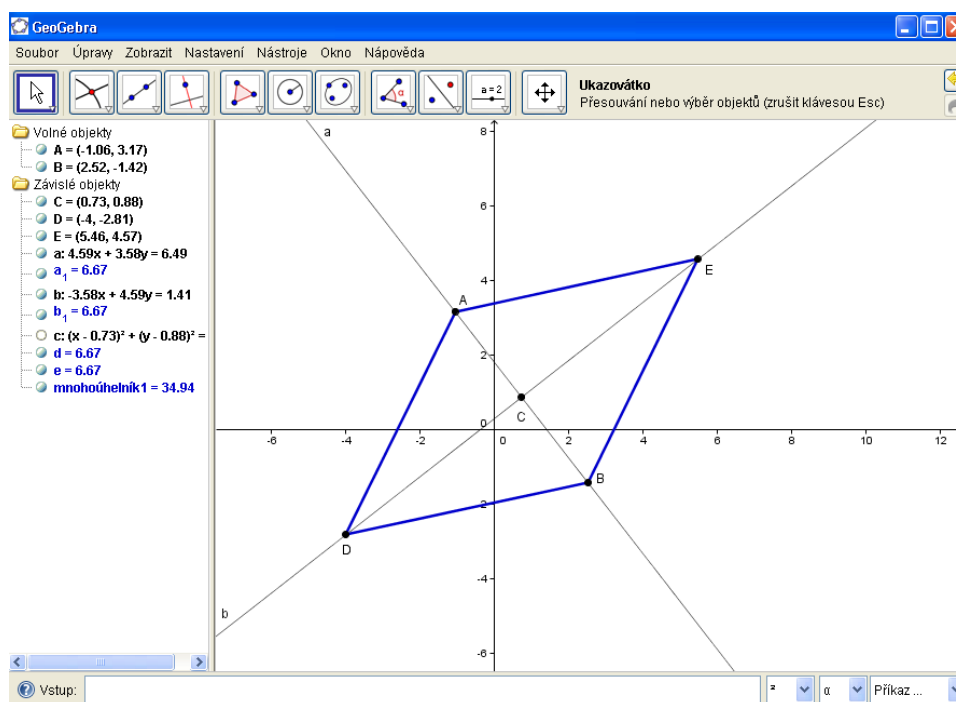 GeoGebra
Soubor Úpravy Zobrazit Nastavení Nástroje Okno Nápověda
α
a = 2
Ukazovátko
Přesouvání nebo výběr objektů (zrušit klávesou Esc)
Volné objekty
A = (-1.06, 3.17)
B = (2.52, -1.42)
Závislé objekty
C = (0.73, 0.88)
D = (-4, -2.81)
E = (5.46, 4.57)
a: 4.59x + 3.58y = 6.49
a₁ = 6.67
b: -3.58x + 4.59y = 1.41
b₁ = 6.67
c: (x - 0.73)² + (y - 0.88)² =
d = 6.67
e = 6.67
mnohoúhelník1 = 34.94
a
8
6
4
E
A
2
C
0
-6 -4 -2 0 2 4 6 8 10 12
B
-2
D
-4
b
-6
Vstup:
² α Příkaz ...